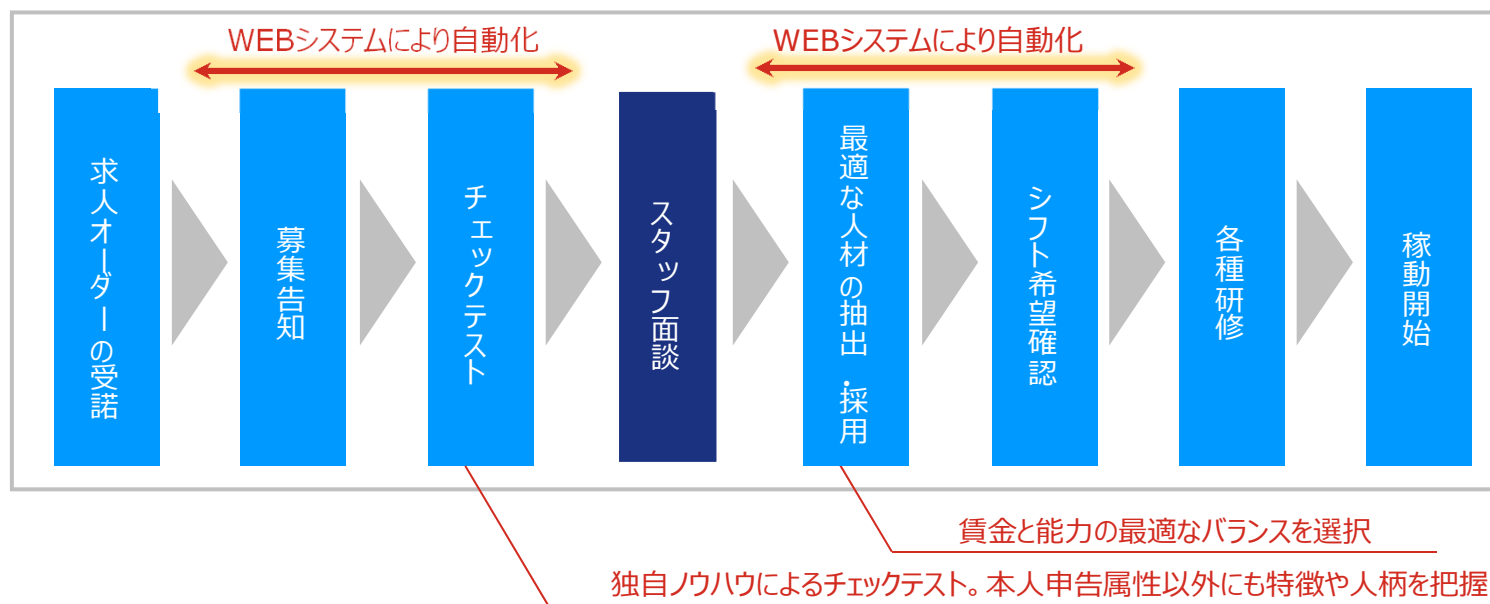 WEBシステムにより自動化
WEBシステムにより自動化
求人オーダーの受諾
募集告知
チェックテスト
スタッフ面談
最適な人材の抽出・採用
シフト希望確認
各種研修
稼動開始
賃金と能力の最適なバランスを選択
独自ノウハウによるチェックテスト。本人申告属性以外にも特徴や人柄を把握